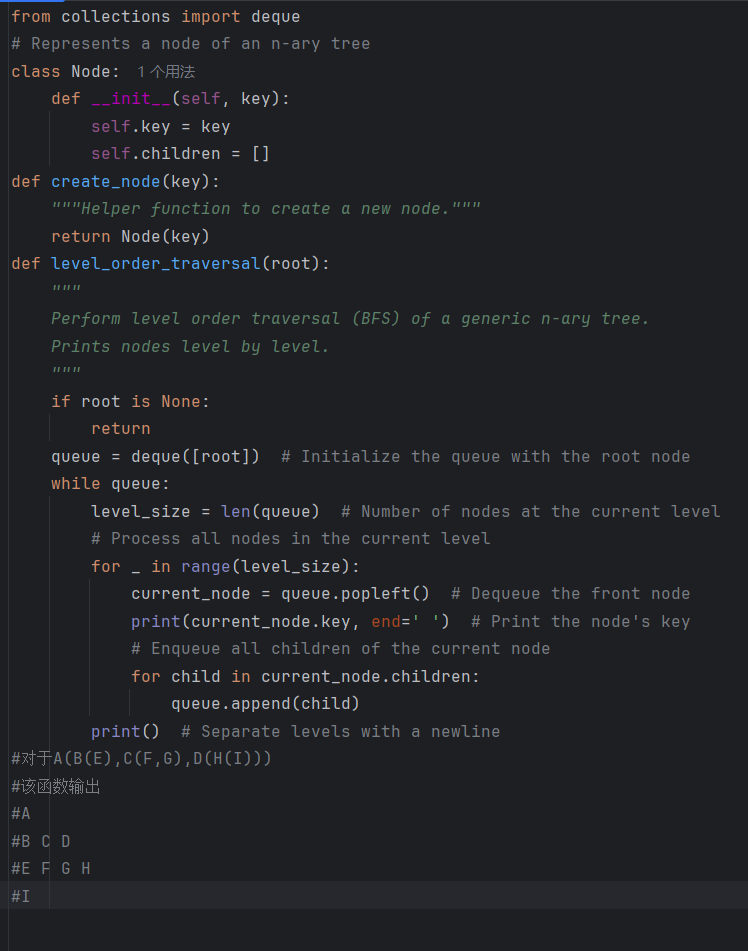 from collections import deque
# Represents a node of an n-ary tree
class Node:  1 个用法
    def __init__(self, key):
        self.key = key
        self.children = []
def create_node(key):
    """Helper function to create a new node."""
    return Node(key)
def level_order_traversal(root):
    """
    Perform level order traversal (BFS) of a generic n-ary tree.
    Prints nodes level by level.
    """
    if root is None:
        return
    queue = deque([root])  # Initialize the queue with the root node
    while queue:
        level_size = len(queue)  # Number of nodes at the current level
        # Process all nodes in the current level
        for _ in range(level_size):
            current_node = queue.popleft()  # Dequeue the front node
            print(current_node.key, end=' ')  # Print the node's key
            # Enqueue all children of the current node
            for child in current_node.children:
                queue.append(child)
        print()  # Separate levels with a newline
#对于A(B(E),C(F,G),D(H(I)))
#该函数输出
#A
#B C D
#E F G H
#I